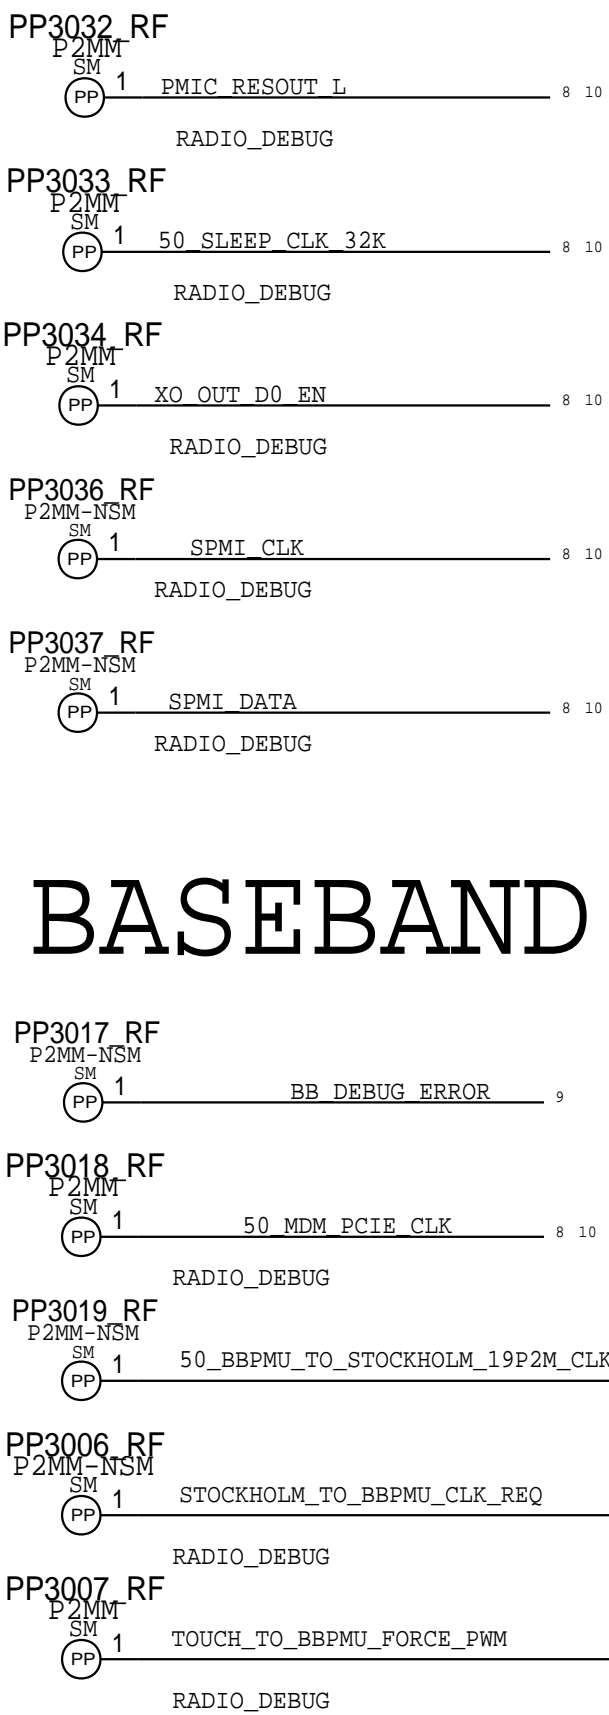 PP3032_RF
P2MM
SM
PP 1 PMIC_RESOUT_L 8 10
RADIO_DEBUG
PP3033_RF
P2MM
SM
PP 1 50_SLEEP_CLK_32K 8 10
RADIO_DEBUG
PP3034_RF
P2MM
SM
PP 1 XO_OUT_D0_EN 8 10
RADIO_DEBUG
PP3036_RF
P2MM-NSM
SM
PP 1 SPMI_CLK 8 10
RADIO_DEBUG
PP3037_RF
P2MM-NSM
SM
PP 1 SPMI_DATA 8 10
RADIO_DEBUG
BASEBAND
PP3017_RF
P2MM-NSM
SM
PP 1 BB_DEBUG_ERROR 9
PP3018_RF
P2MM
SM
PP 1 50_MDM_PCIE_CLK 8 10
RADIO_DEBUG
PP3019_RF
P2MM-NSM
SM
PP 1 50_BBPMU_TO_STOCKHOLM_19P2M_CLK
PP3006_RF
P2MM-NSM
SM
PP 1 STOCKHOLM_TO_BBPMU_CLK_REQ
RADIO_DEBUG
PP3007_RF
P2MM
SM
PP 1 TOUCH_TO_BBPMU_FORCE_PWM
RADIO_DEBUG